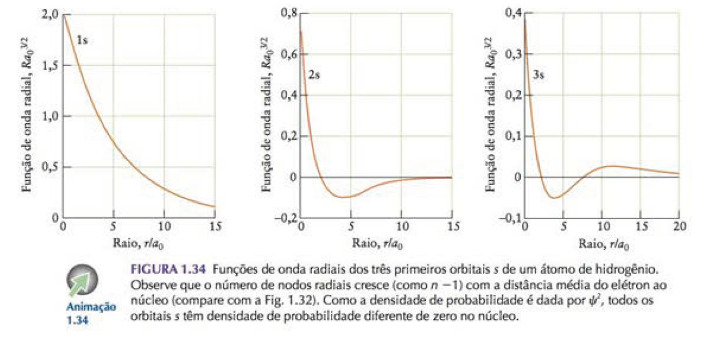 2,0
1s
1,5
1,0
0,5
0
0
5
10
15
Função de onda radial, Ra₀^3/2
Raio, r/a₀
0,8
0,6
2s
0,4
0,2
0
−0,2
0
5
10
15
Função de onda radial, Ra₀^3/2
Raio, r/a₀
0,4
0,3
3s
0,2
0,1
0
−0,1
0
5
10
15
20
Função de onda radial, Ra₀^3/2
Raio, r/a₀
FIGURA 1.34 Funções de onda radiais dos três primeiros orbitais s de um átomo de hidrogênio.
Observe que o número de nodos radiais cresce (como n −1) com a distância média do elétron ao
núcleo (compare com a Fig. 1.32). Como a densidade de probabilidade é dada por ψ², todos os
orbitais s têm densidade de probabilidade diferente de zero no núcleo.
Animação
1.34